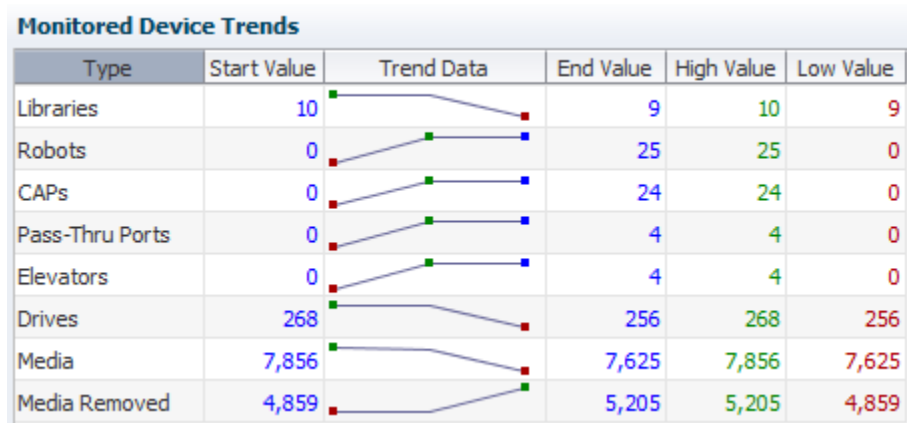 Monitored Device Trends
Type Start Value Trend Data End Value High Value Low Value
Libraries 10 9 10 9
Robots 0 25 25 0
CAPs 0 24 24 0
Pass-Thru Ports 0 4 4 0
Elevators 0 4 4 0
Drives 268 256 268 256
Media 7,856 7,625 7,856 7,625
Media Removed 4,859 5,205 5,205 4,859